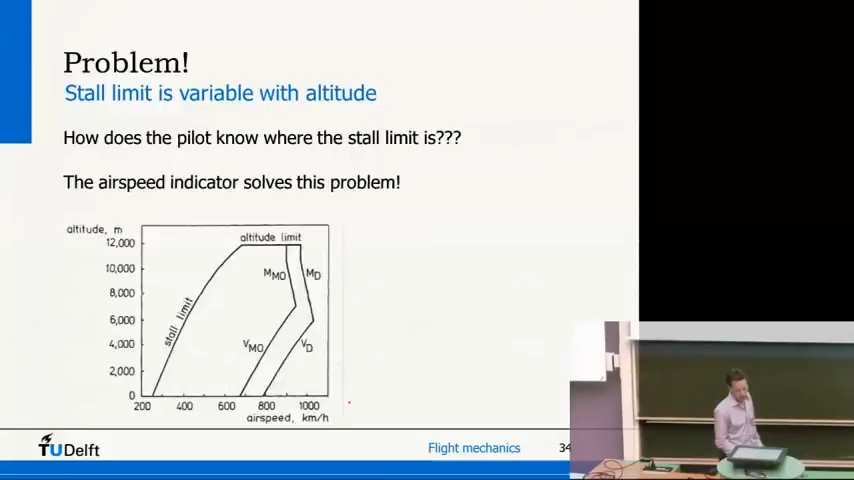 Problem!
Stall limit is variable with altitude
How does the pilot know where the stall limit is???
The airspeed indicator solves this problem!
altitude, m
12,000
10,000
8,000
6,000
4,000
2,000
0
altitude limit
MMO
MD
stall limit
VMO
VD
200 400 600 800 1000
airspeed, km/h
TUDelft
Flight mechanics
34